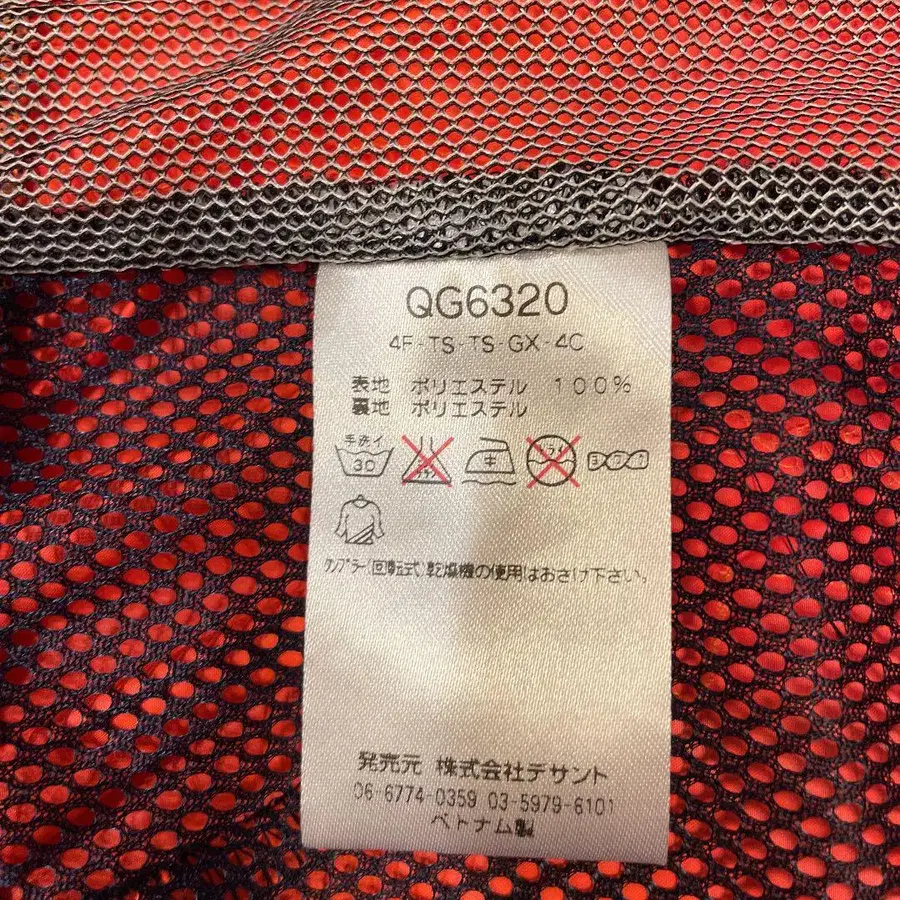 QG6320
4F-TS-TS-GX-4C
表地 ポリエステル 100%
裏地 ポリエステル
手洗イ 30 中
タンブラー(回転式)乾燥機の使用はおさけ下さい。
発売元 株式会社デサント
06-6774-0359 03-5979-6101
ベトナム製